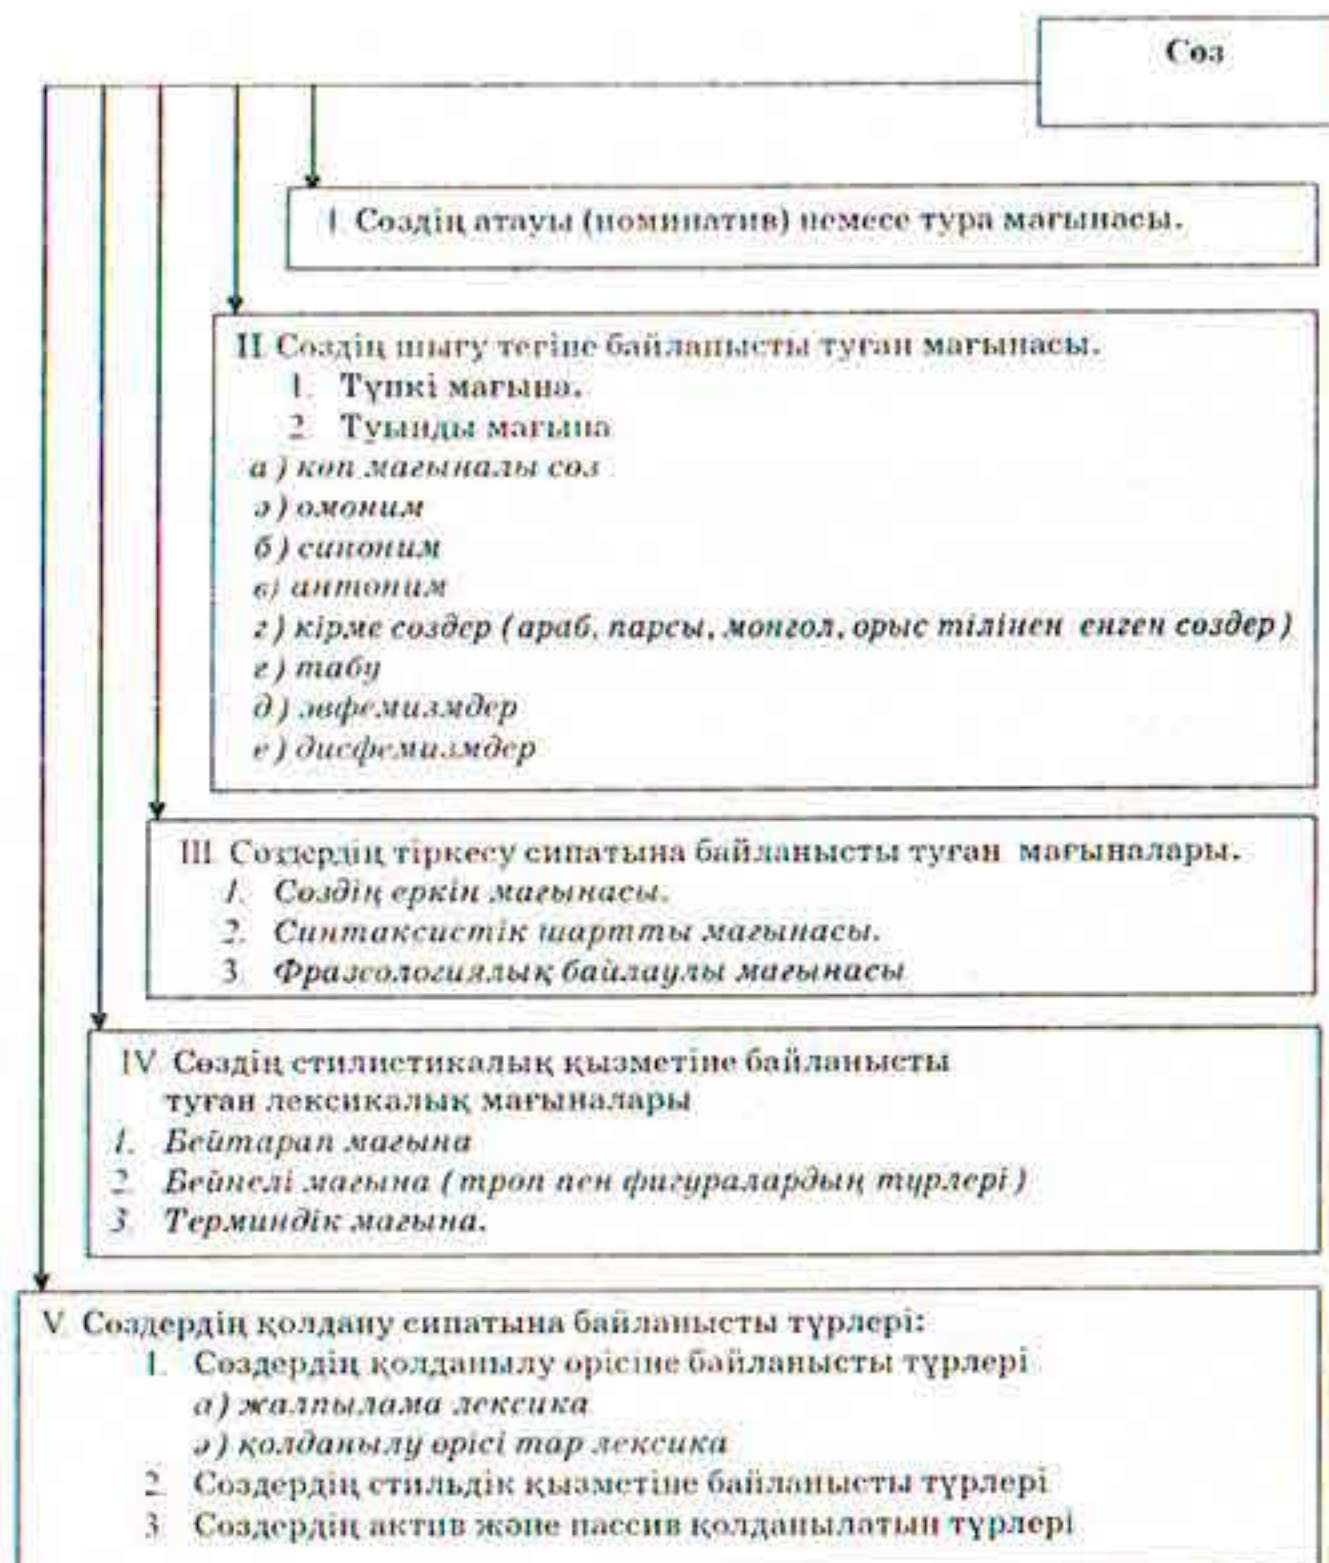 Сөз
I. Сөздің атауы (номинатив) немесе тура мағынасы.
II. Сөздің шығу тегіне байланысты туған мағынасы.
1. Түпкі мағына.
2. Туынды мағына
а) көп мағыналы сөз
ә) омоним
б) синоним
в) антоним
г) кірме сөздер (араб, парсы, монғол, орыс тілінен енген сөздер)
ғ) табу
д) эвфемизмдер
е) дисфемизмдер
III. Сөздердің тіркесу сипатына байланысты туған мағыналары.
1. Сөздің еркін мағынасы.
2. Синтаксистік шартты мағынасы.
3. Фразеологиялық байлаулы мағынасы
IV. Сөздің стилистикалық қызметіне байланысты
туған лексикалық мағыналары
1. Бейтарап мағына
2. Бейнелі мағына (троп пен фигуралардың түрлері)
3. Терминдік мағына.
V. Сөздердің қолдану сипатына байланысты түрлері:
1. Сөздердің қолданылу өрісіне байланысты түрлері
а) жалпылама лексика
ә) қолданылу өрісі тар лексика
2. Сөздердің стильдік қызметіне байланысты түрлері
3. Сөздердің актив және пассив қолданылатын түрлері